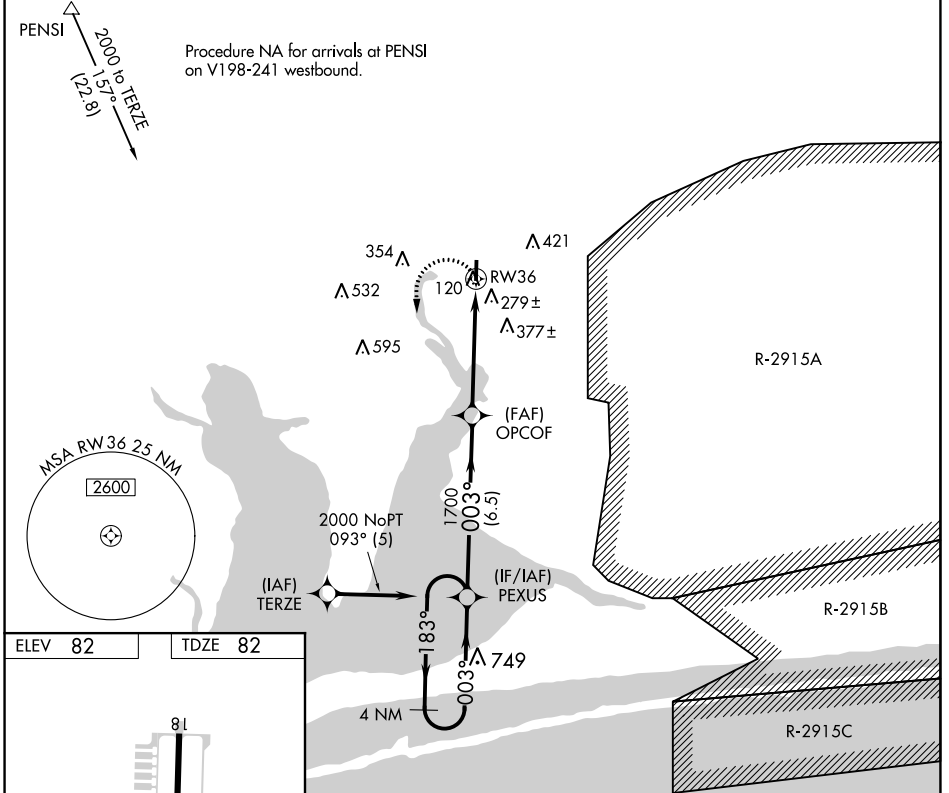 PENSI
2000 to TERZE
157°
(22.8)
Procedure NA for arrivals at PENSI
on V198-241 westbound.
421
354
RW36
120
532
279±
377±
595
R-2915A
(FAF)
OPCOF
MSA RW36 25 NM
2600
1700
003°
(6.5)
2000 NoPT
093° (5)
(IAF)
TERZE
(IF/IAF)
PEXUS
R-2915B
183°
003°
749
ELEV 82
TDZE 82
4 NM
18
R-2915C